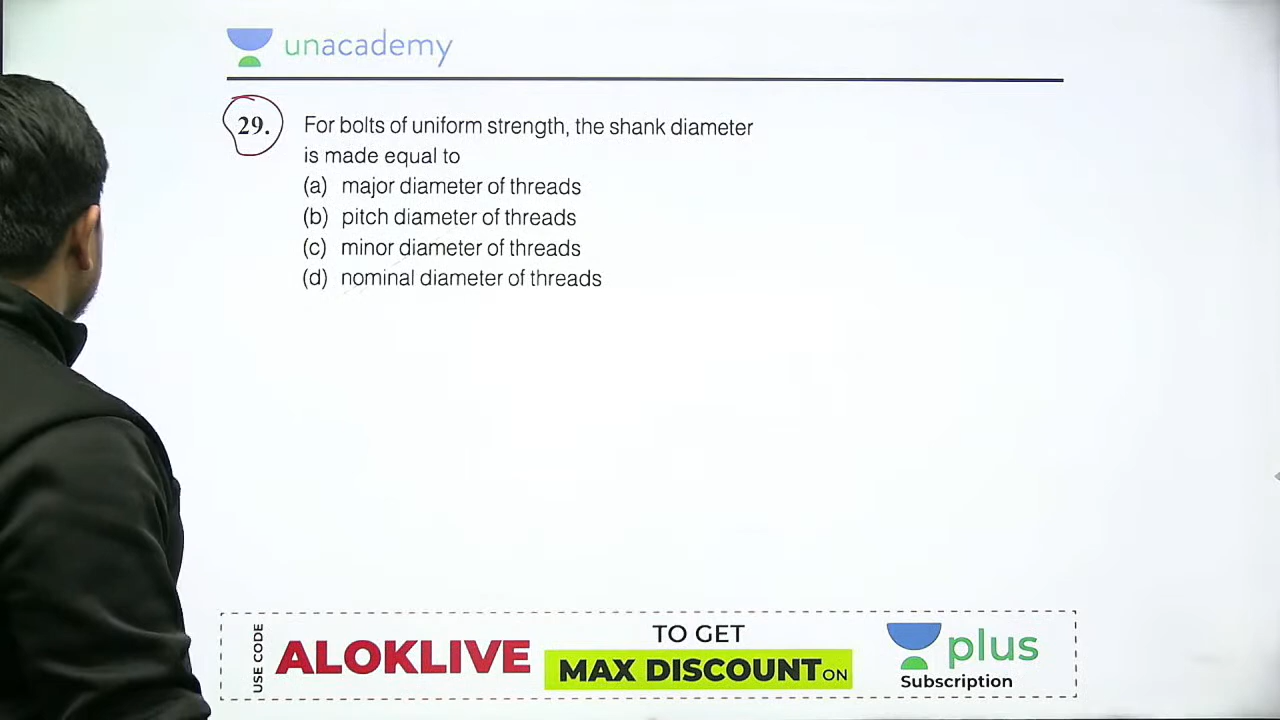 unacademy
29. For bolts of uniform strength, the shank diameter
is made equal to
(a) major diameter of threads
(b) pitch diameter of threads
(c) minor diameter of threads
(d) nominal diameter of threads
USE CODE
ALOKLIVE
TO GET
MAX DISCOUNT ON
plus
Subscription